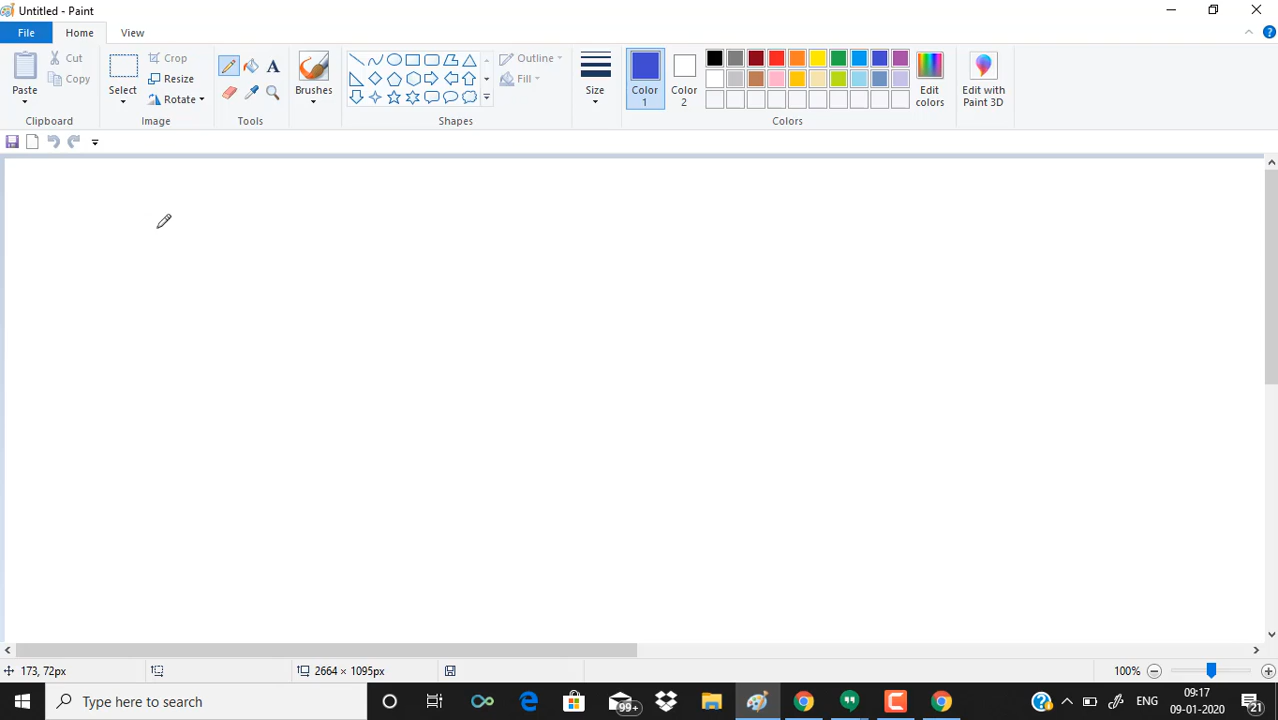 Untitled - Paint
File Home View
Paste Cut Copy Clipboard
Select Crop Resize Rotate Image
A
Tools
Brushes
Outline Fill Shapes
Size
Color 1
Color 2
Edit colors
Colors
Edit with Paint 3D
173, 72px
2664 × 1095px
100%
Type here to search
99+
ENG
09:17
09-01-2020
21